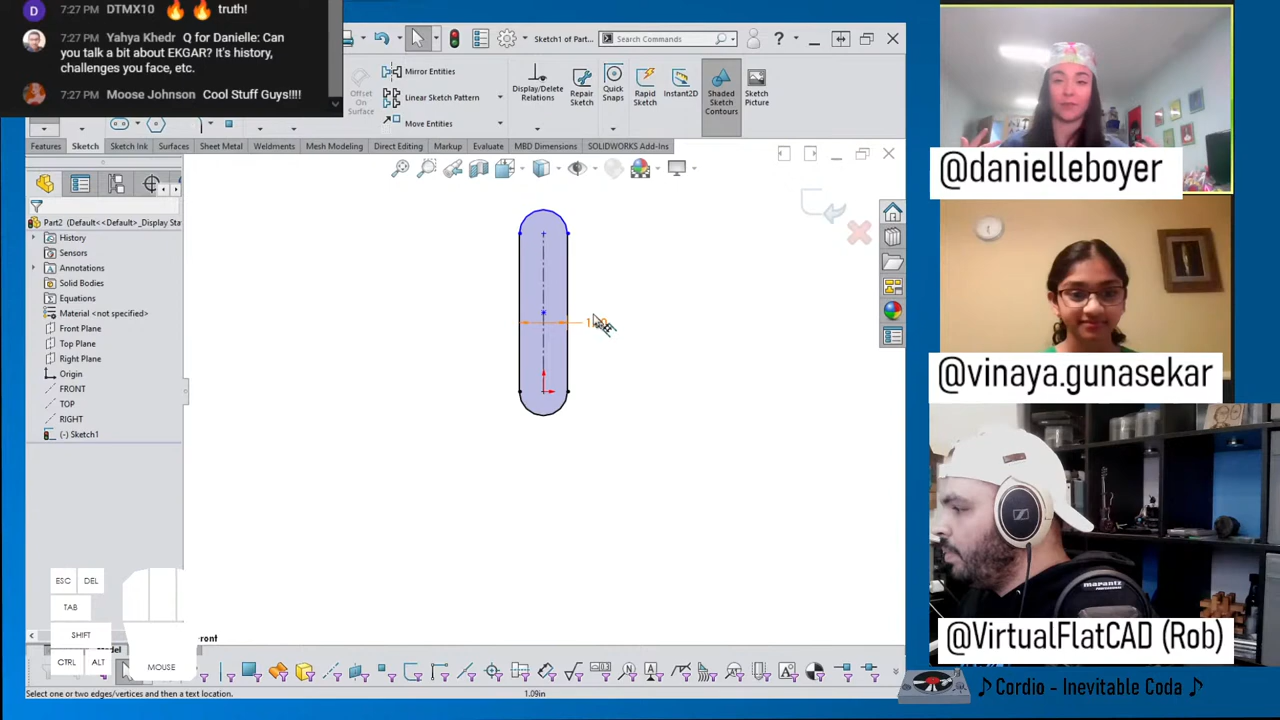 D 7:27 PM DTMX10 🔥 🔥 truth!
7:27 PM Yahya Khedr Q for Danielle: Can
you talk a bit about EKGAR? It's history,
challenges you face, etc.
7:27 PM Moose Johnson Cool Stuff Guys!!!!
Sketch1 of Part...
Search Commands
?
Offset
On
Surface
Mirror Entities
Linear Sketch Pattern
Move Entities
Display/Delete
Relations
Repair
Sketch
Quick
Snaps
Rapid
Sketch
Instant2D
Shaded
Sketch
Contours
Sketch
Picture
Features
Sketch
Sketch Ink
Surfaces
Sheet Metal
Weldments
Mesh Modeling
Direct Editing
Markup
Evaluate
MBD Dimensions
SOLIDWORKS Add-Ins
Part2 (Default<<Default>_Display Sta
History
Sensors
Annotations
Solid Bodies
Equations
Material <not specified>
Front Plane
Top Plane
Right Plane
Origin
FRONT
TOP
RIGHT
(-) Sketch1
ESC DEL
TAB
SHIFT
CTRL ALT
MOUSE
ront
Select one or two edges/vertices and then a text location.
1.09in
@danielleboyer
@vinaya.gunasekar
@VirtualFlatCAD (Rob)
marantz
PROFESSIONAL
♪ Cordio - Inevitable Coda ♪